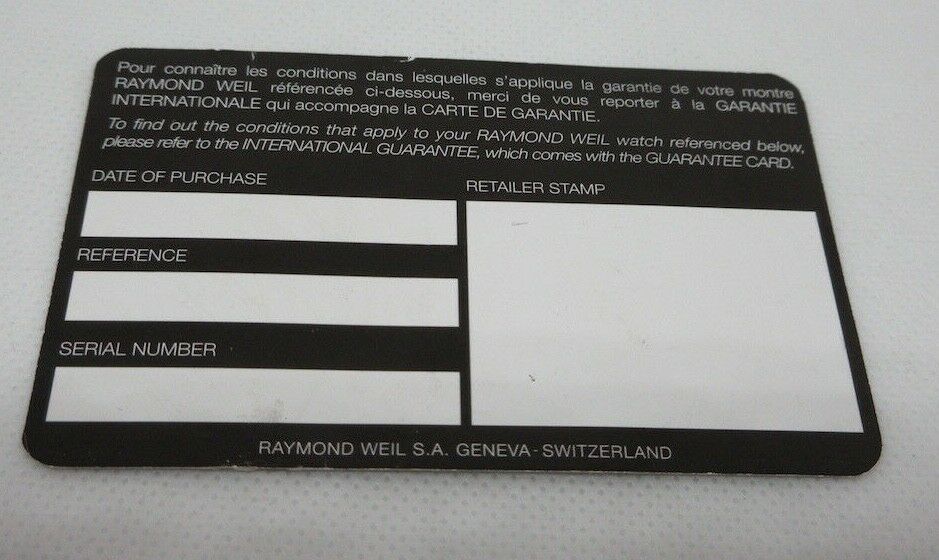 Pour connaître les conditions dans lesquelles s'applique la garantie de votre montre
RAYMOND WEIL référencée ci-dessous, merci de vous reporter à la GARANTIE
INTERNATIONALE qui accompagne la CARTE DE GARANTIE.
To find out the conditions that apply to your RAYMOND WEIL watch referenced below,
please refer to the INTERNATIONAL GUARANTEE, which comes with the GUARANTEE CARD.
DATE OF PURCHASE
RETAILER STAMP
REFERENCE
SERIAL NUMBER
RAYMOND WEIL S.A. GENEVA - SWITZERLAND